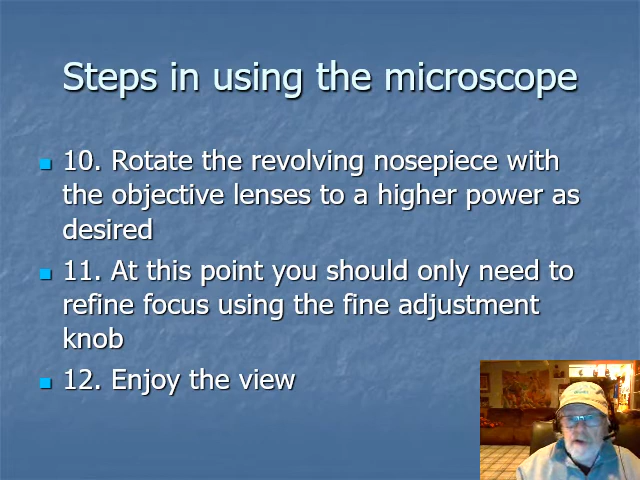 Steps in using the microscope
10. Rotate the revolving nosepiece with
the objective lenses to a higher power as
desired
11. At this point you should only need to
refine focus using the fine adjustment
knob
12. Enjoy the view